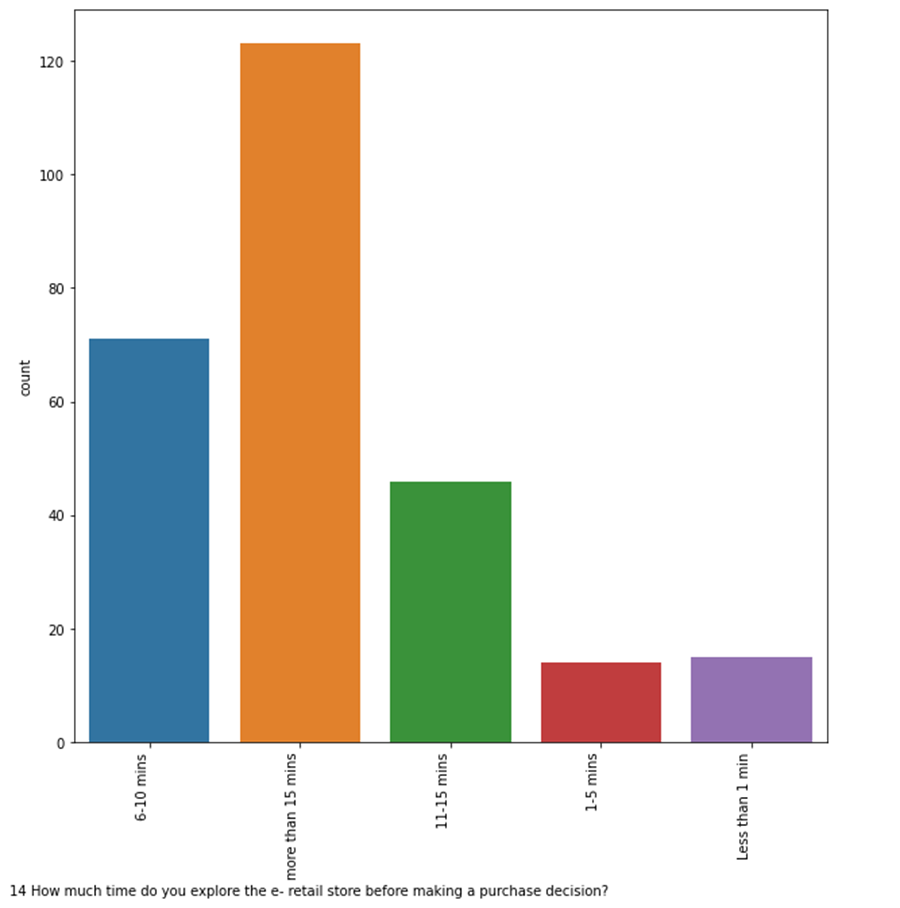 120
100
80
60
40
20
0
count
6-10 mins
more than 15 mins
11-15 mins
1-5 mins
Less than 1 min
14 How much time do you explore the e- retail store before making a purchase decision?